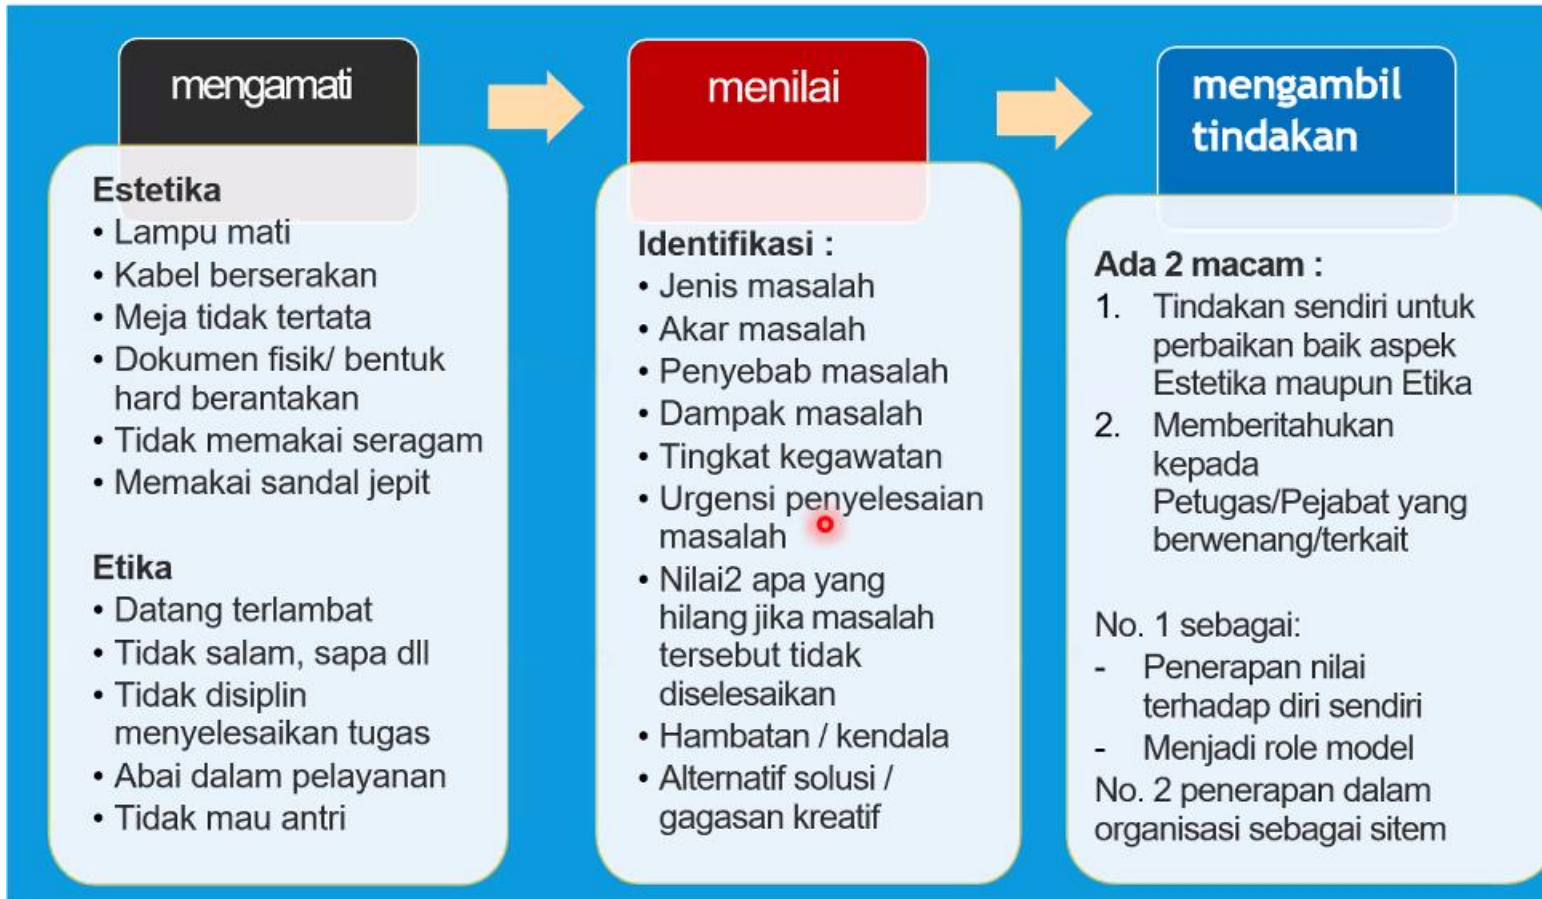 mengamati
Estetika
• Lampu mati
• Kabel berserakan
• Meja tidak tertata
• Dokumen fisik/ bentuk
hard berantakan
• Tidak memakai seragam
• Memakai sandal jepit
Etika
• Datang terlambat
• Tidak salam, sapa dll
• Tidak disiplin
menyelesaikan tugas
• Abai dalam pelayanan
• Tidak mau antri
menilai
Identifikasi :
• Jenis masalah
• Akar masalah
• Penyebab masalah
• Dampak masalah
• Tingkat kegawatan
• Urgensi penyelesaian
masalah
• Nilai2 apa yang
hilang jika masalah
tersebut tidak
diselesaikan
• Hambatan / kendala
• Alternatif solusi /
gagasan kreatif
mengambil
tindakan
Ada 2 macam :
1. Tindakan sendiri untuk
perbaikan baik aspek
Estetika maupun Etika
2. Memberitahukan
kepada
Petugas/Pejabat yang
berwenang/terkait
No. 1 sebagai:
- Penerapan nilai
terhadap diri sendiri
- Menjadi role model
No. 2 penerapan dalam
organisasi sebagai sitem